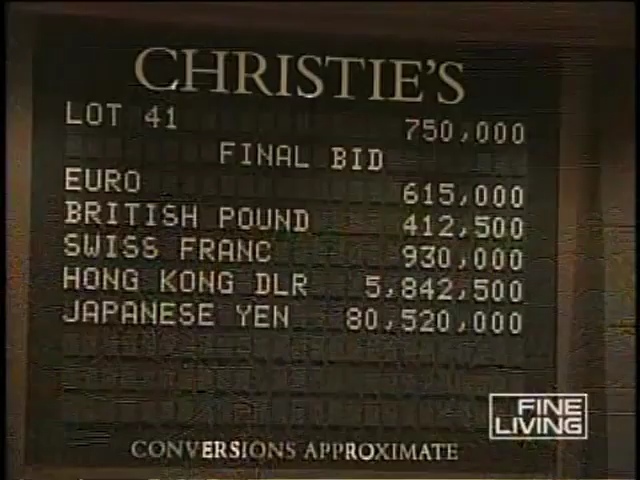 CHRISTIE'S
LOT 41 750,000
FINAL BID
EURO 615,000
BRITISH POUND 412,500
SWISS FRANC 930,000
HONG KONG DLR 5,842,500
JAPANESE YEN 80,520,000
FINE
LIVING
CONVERSIONS APPROXIMATE